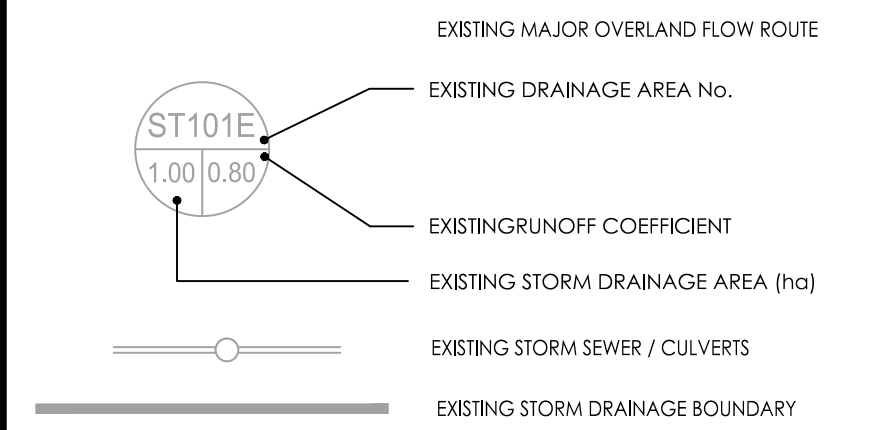 EXISTING MAJOR OVERLAND FLOW ROUTE
EXISTING DRAINAGE AREA No.
ST101E
1.00 0.80
EXISTINGRUNOFF COEFFICIENT
EXISTING STORM DRAINAGE AREA (ha)
EXISTING STORM SEWER / CULVERTS
EXISTING STORM DRAINAGE BOUNDARY